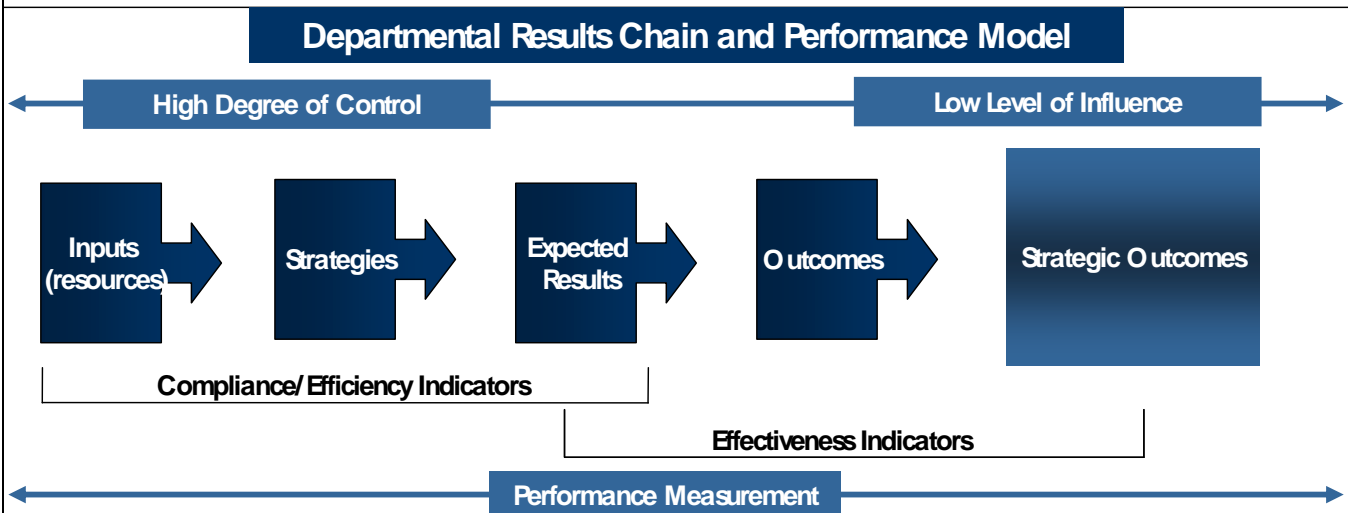 Departmental Results Chain and Performance Model
High Degree of Control
Low Level of Influence
Inputs
(resources)
Strategies
Expected
Results
Outcomes
Strategic Outcomes
Compliance/Efficiency Indicators
Effectiveness Indicators
Performance Measurement